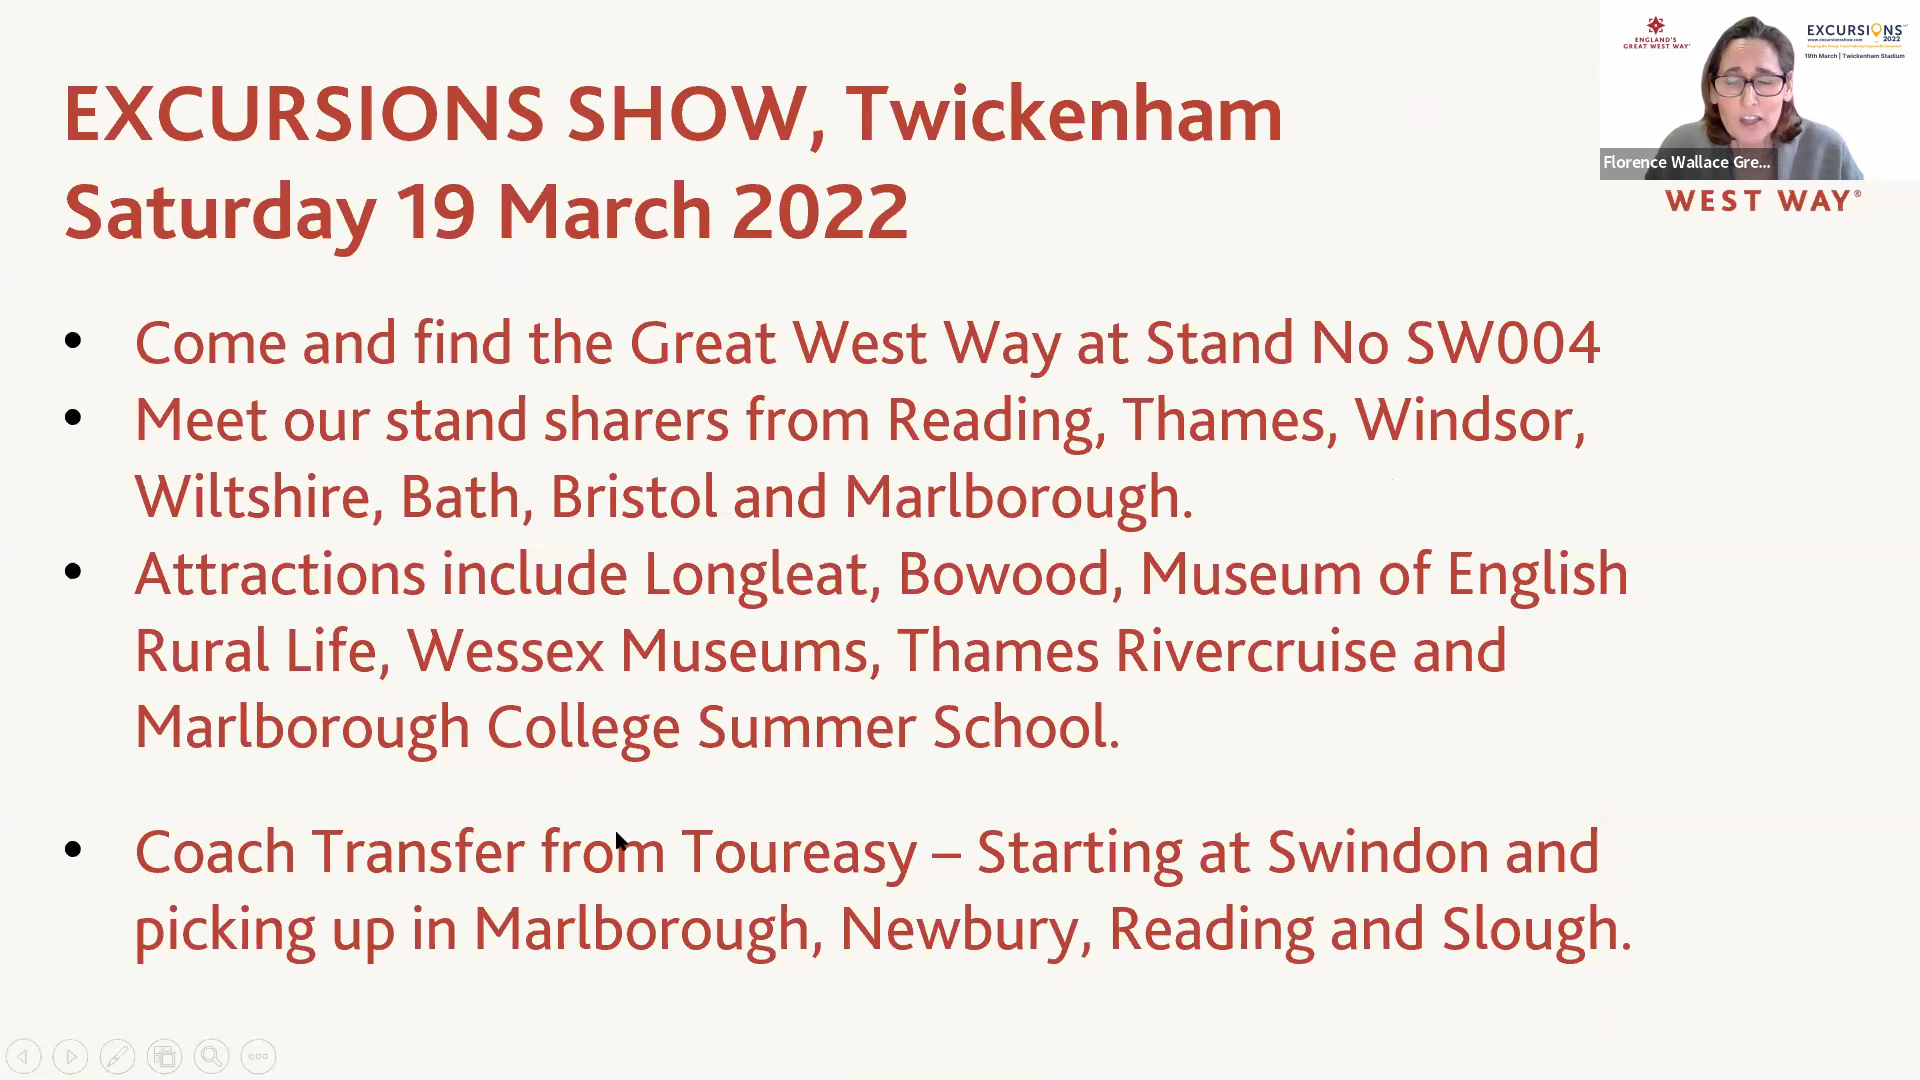 EXCURSIONS SHOW, Twickenham
Saturday 19 March 2022
ENGLAND'S
GREAT WEST WAY
EXCURSIONS
2022
www.excursionsshow.com
19th March | Twickenham Stadium
Florence Wallace Gre...
WEST WAY®
• Come and find the Great West Way at Stand No SW004
• Meet our stand sharers from Reading, Thames, Windsor,
Wiltshire, Bath, Bristol and Marlborough.
• Attractions include Longleat, Bowood, Museum of English
Rural Life, Wessex Museums, Thames Rivercruise and
Marlborough College Summer School.
• Coach Transfer from Toureasy – Starting at Swindon and
picking up in Marlborough, Newbury, Reading and Slough.